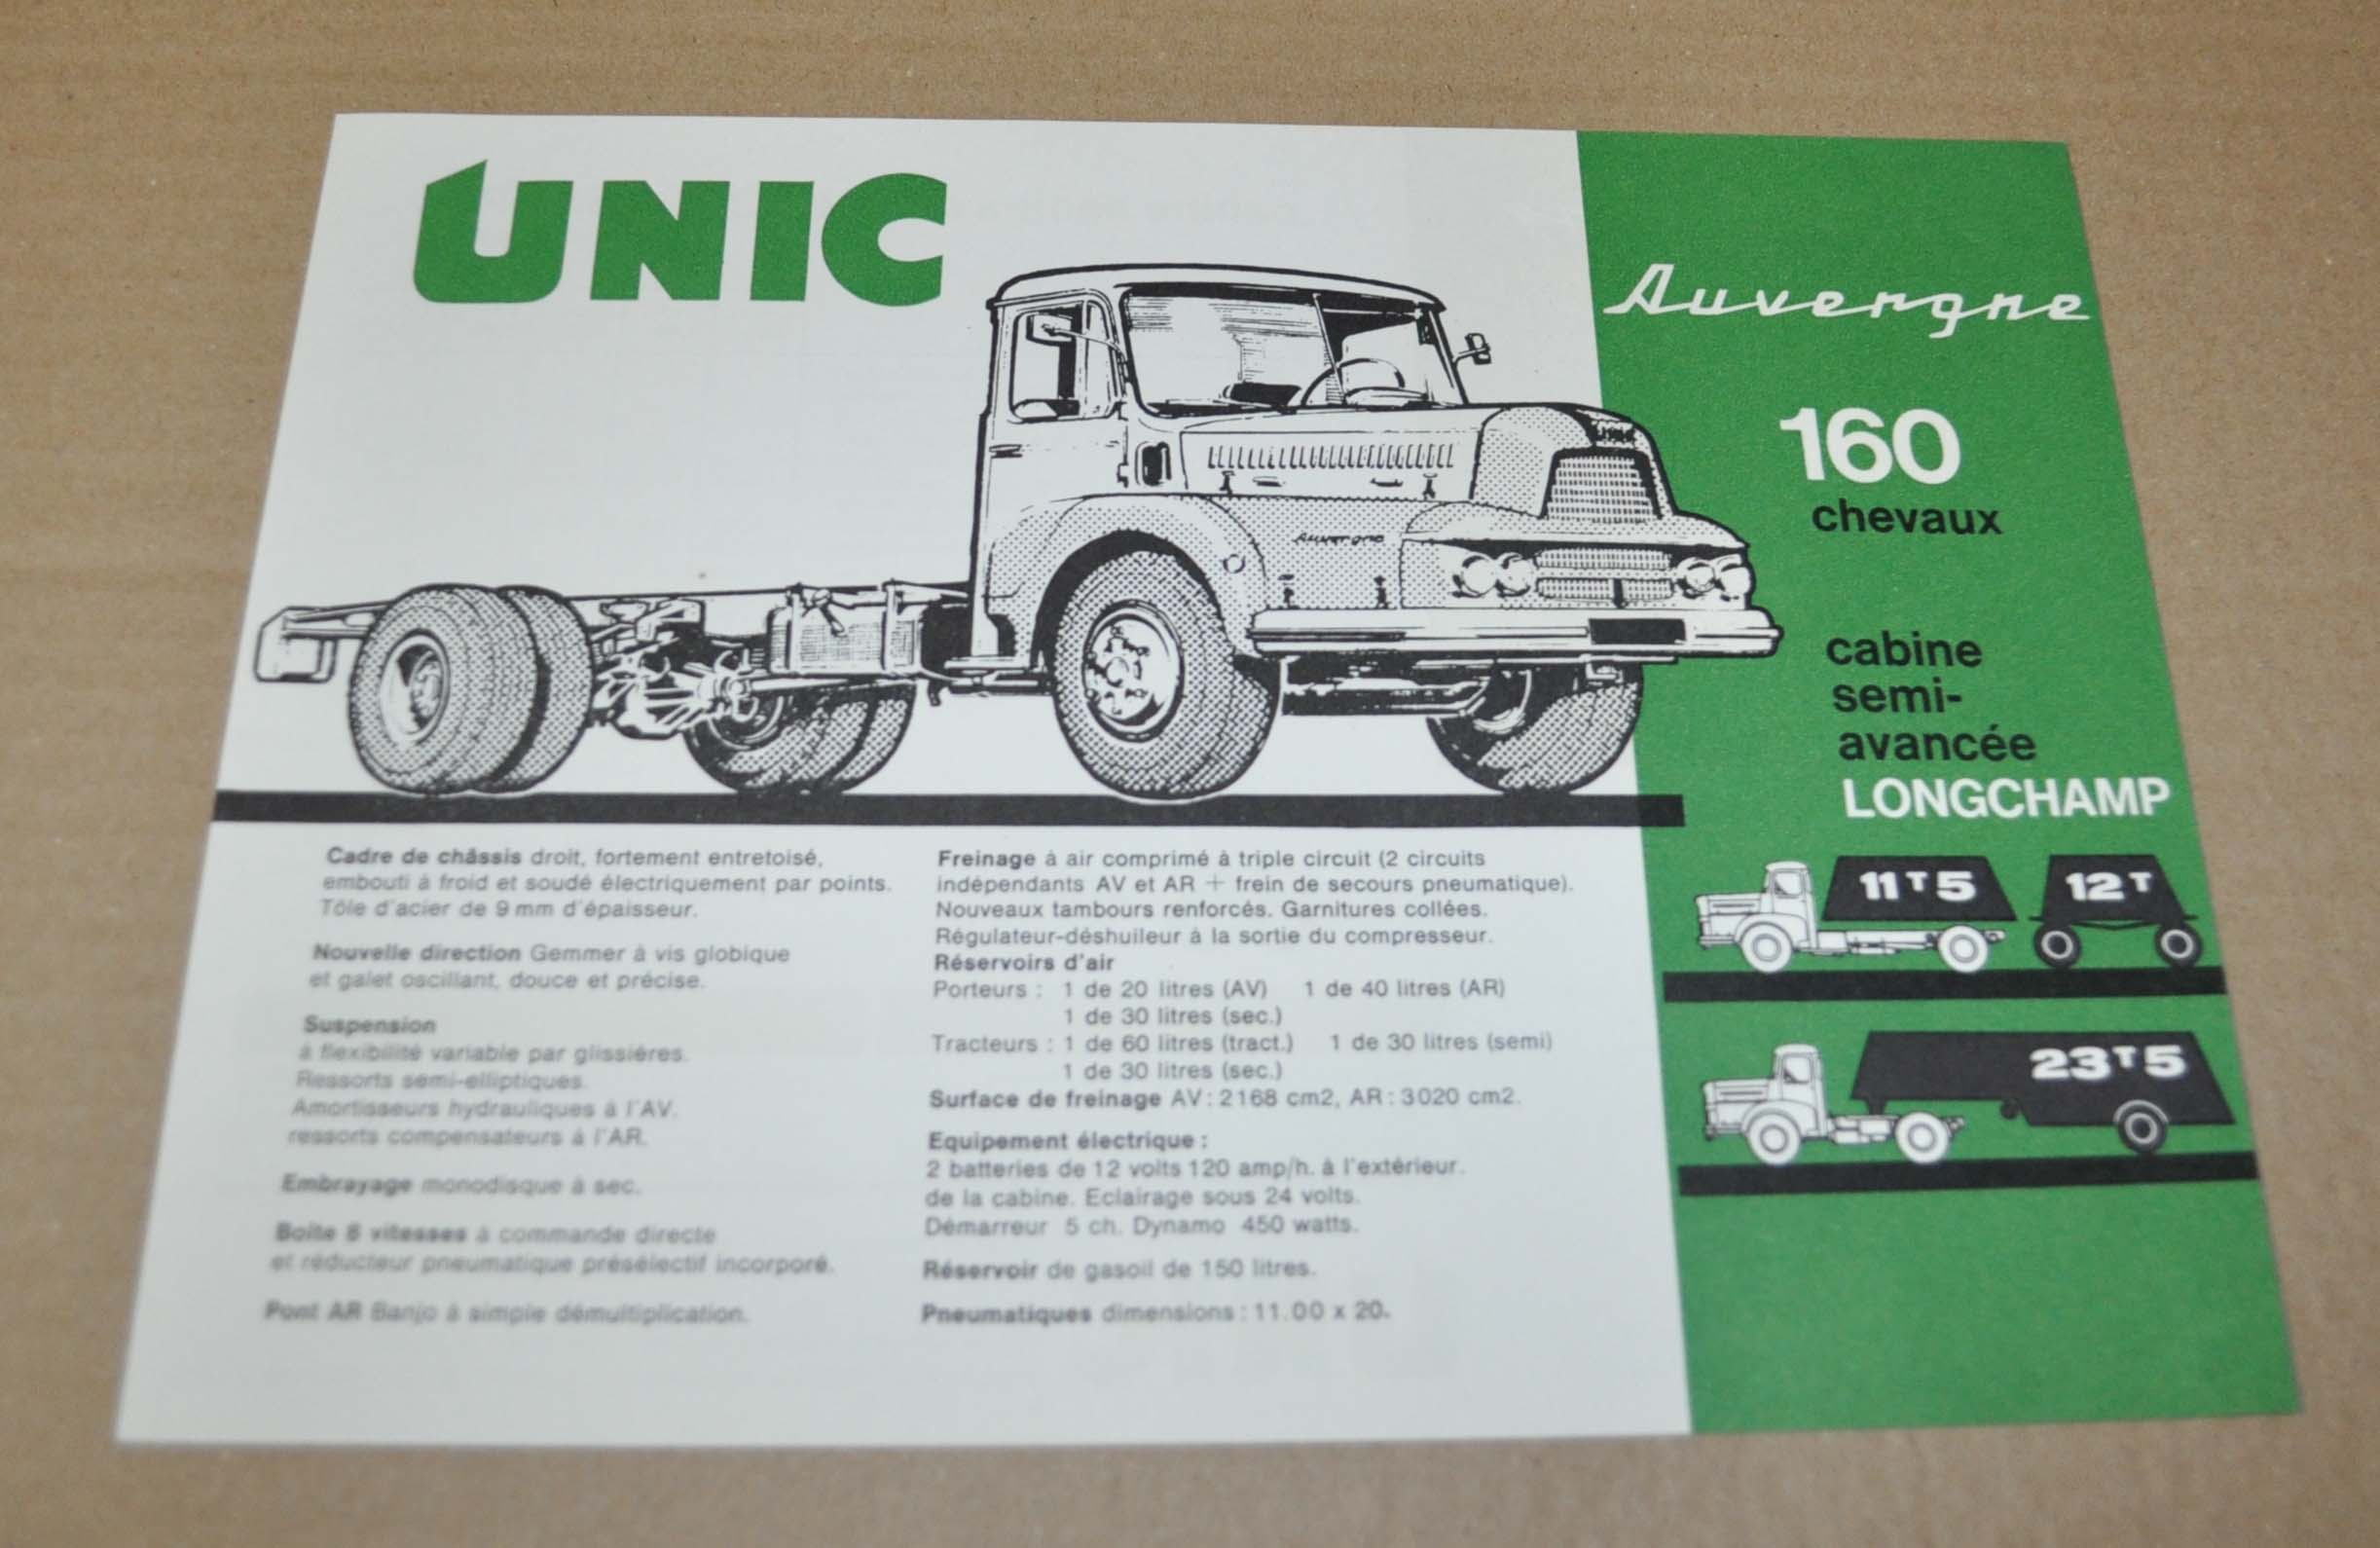 UNIC
Auvergne
160
chevaux
cabine
semi-
avancée
LONGCHAMP
11T5
12T
23T5
Auvergne
Cadre de châssis droit, fortement entretoisé,
embouti à froid et soudé électriquement par points.
Tôle d'acier de 9 mm d'épaisseur.
Nouvelle direction Gemmer à vis globique
et galet oscillant, douce et précise.
Suspension
à flexibilité variable par glissières.
Ressorts semi-elliptiques.
Amortisseurs hydrauliques à l'AV.
ressorts compensateurs à l'AR.
Embrayage monodisque à sec.
Boîte 8 vitesses à commande directe
et réducteur pneumatique présélectif incorporé.
Pont AR Banjo à simple démultiplication.
Freinage à air comprimé à triple circuit (2 circuits
indépendants AV et AR + frein de secours pneumatique).
Nouveaux tambours renforcés. Garnitures collées.
Régulateur-déshuileur à la sortie du compresseur.
Réservoirs d'air
Porteurs : 1 de 20 litres (AV) 1 de 40 litres (AR)
1 de 30 litres (sec.)
Tracteurs : 1 de 60 litres (tract.) 1 de 30 litres (semi)
1 de 30 litres (sec.)
Surface de freinage AV : 2168 cm2, AR : 3020 cm2.
Equipement électrique :
2 batteries de 12 volts 120 amp/h. à l'extérieur.
de la cabine. Eclairage sous 24 volts.
Démarreur 5 ch. Dynamo 450 watts.
Réservoir de gasoil de 150 litres.
Pneumatiques dimensions : 11.00 x 20.